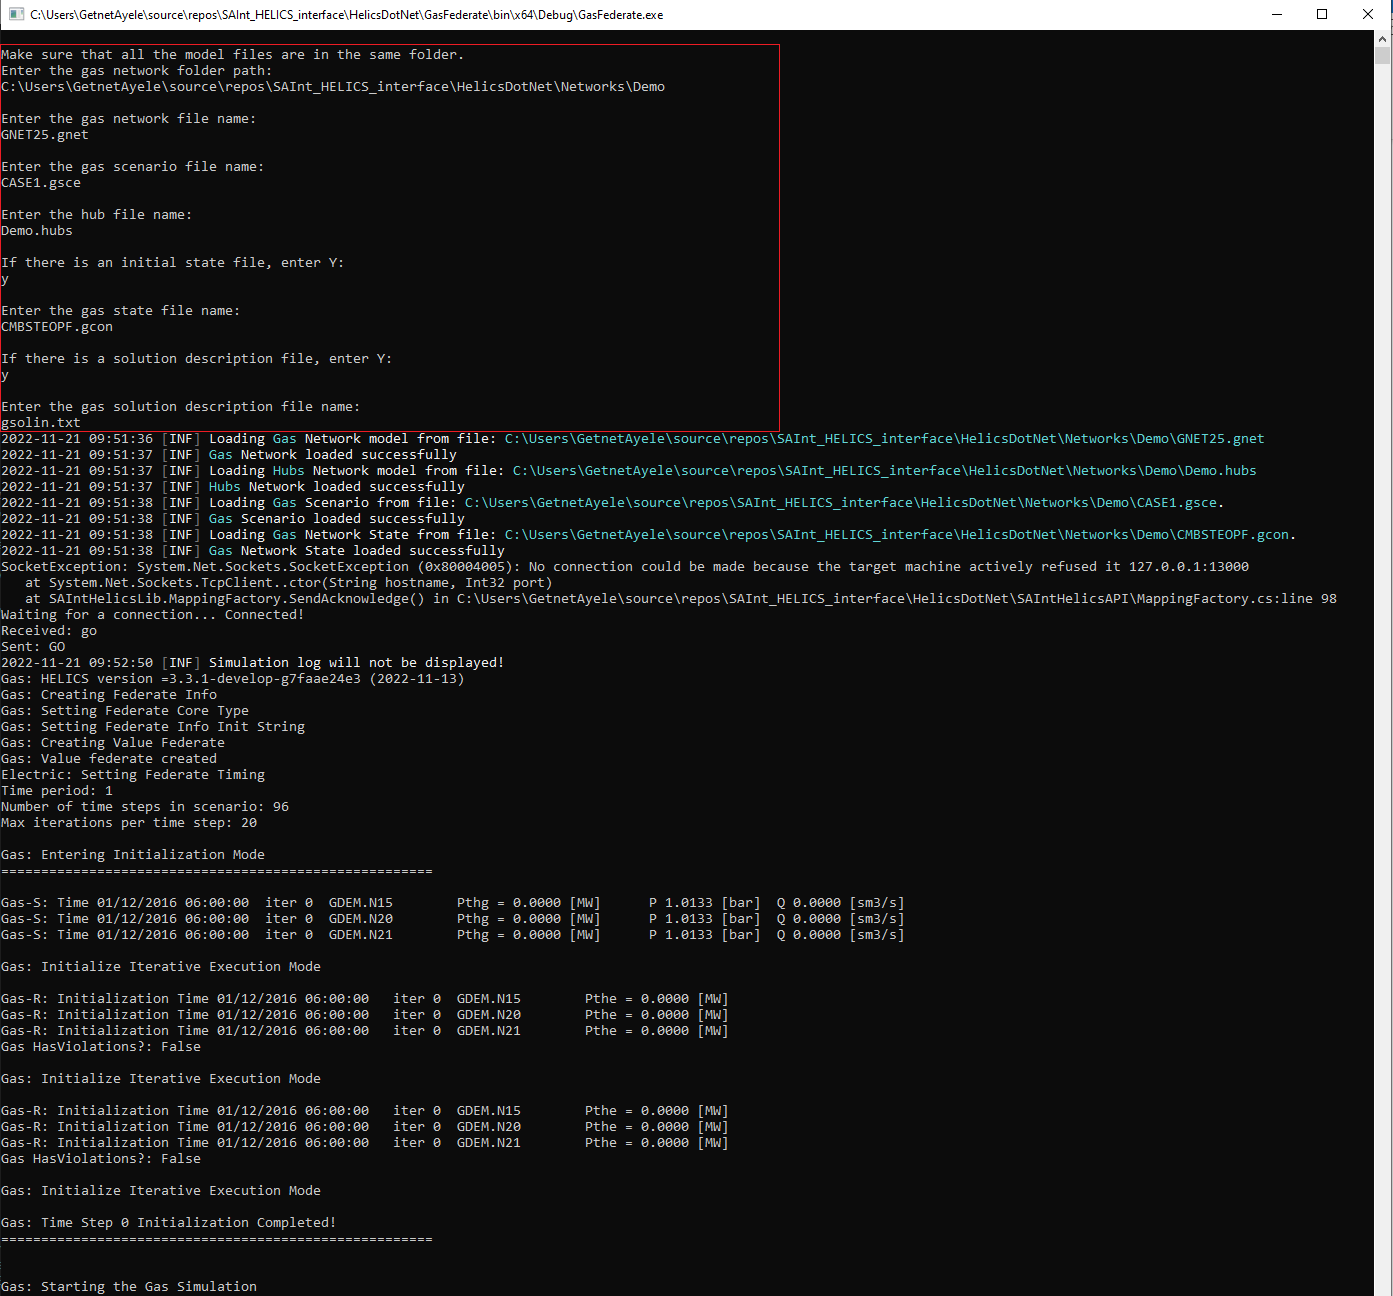 C:\Users\GetnetAyele\source\repos\SAInt_HELICS_interface\HelicsDotNet\GasFederate\bin\x64\Debug\GasFederate.exe
Make sure that all the model files are in the same folder.
Enter the gas network folder path:
C:\Users\GetnetAyele\source\repos\SAInt_HELICS_interface\HelicsDotNet\Networks\Demo
Enter the gas network file name:
GNET25.gnet
Enter the gas scenario file name:
CASE1.gsce
Enter the hub file name:
Demo.hubs
If there is an initial state file, enter Y:
y
Enter the gas state file name:
CMBSTEOPF.gcon
If there is a solution description file, enter Y:
y
Enter the gas solution description file name:
gsolin.txt
2022-11-21 09:51:36 [INF] Loading Gas Network model from file: C:\Users\GetnetAyele\source\repos\SAInt_HELICS_interface\HelicsDotNet\Networks\Demo\GNET25.gnet
2022-11-21 09:51:37 [INF] Gas Network loaded successfully
2022-11-21 09:51:37 [INF] Loading Hubs Network model from file: C:\Users\GetnetAyele\source\repos\SAInt_HELICS_interface\HelicsDotNet\Networks\Demo\Demo.hubs
2022-11-21 09:51:37 [INF] Hubs Network loaded successfully
2022-11-21 09:51:38 [INF] Loading Gas Scenario from file: C:\Users\GetnetAyele\source\repos\SAInt_HELICS_interface\HelicsDotNet\Networks\Demo\CASE1.gsce.
2022-11-21 09:51:38 [INF] Gas Scenario loaded successfully
2022-11-21 09:51:38 [INF] Loading Gas Network State from file: C:\Users\GetnetAyele\source\repos\SAInt_HELICS_interface\HelicsDotNet\Networks\Demo\CMBSTEOPF.gcon.
2022-11-21 09:51:38 [INF] Gas Network State loaded successfully
SocketException: System.Net.Sockets.SocketException (0x80004005): No connection could be made because the target machine actively refused it 127.0.0.1:13000
at System.Net.Sockets.TcpClient..ctor(String hostname, Int32 port)
at SAIntHelicsLib.MappingFactory.SendAcknowledge() in C:\Users\GetnetAyele\source\repos\SAInt_HELICS_interface\HelicsDotNet\SAIntHelicsAPI\MappingFactory.cs:line 98
Waiting for a connection... Connected!
Received: go
Sent: GO
2022-11-21 09:52:50 [INF] Simulation log will not be displayed!
Gas: HELICS version =3.3.1-develop-g7faae24e3 (2022-11-13)
Gas: Creating Federate Info
Gas: Setting Federate Core Type
Gas: Setting Federate Info Init String
Gas: Creating Value Federate
Gas: Value federate created
Electric: Setting Federate Timing
Time period: 1
Number of time steps in scenario: 96
Max iterations per time step: 20
Gas: Entering Initialization Mode
======================================================
Gas-S: Time 01/12/2016 06:00:00  iter 0  GDEM.N15        Pthg = 0.0000 [MW]      P 1.0133 [bar]  Q 0.0000 [sm3/s]
Gas-S: Time 01/12/2016 06:00:00  iter 0  GDEM.N20        Pthg = 0.0000 [MW]      P 1.0133 [bar]  Q 0.0000 [sm3/s]
Gas-S: Time 01/12/2016 06:00:00  iter 0  GDEM.N21        Pthg = 0.0000 [MW]      P 1.0133 [bar]  Q 0.0000 [sm3/s]
Gas: Initialize Iterative Execution Mode
Gas-R: Initialization Time 01/12/2016 06:00:00   iter 0  GDEM.N15        Pthe = 0.0000 [MW]
Gas-R: Initialization Time 01/12/2016 06:00:00   iter 0  GDEM.N20        Pthe = 0.0000 [MW]
Gas-R: Initialization Time 01/12/2016 06:00:00   iter 0  GDEM.N21        Pthe = 0.0000 [MW]
Gas HasViolations?: False
Gas: Initialize Iterative Execution Mode
Gas-R: Initialization Time 01/12/2016 06:00:00   iter 0  GDEM.N15        Pthe = 0.0000 [MW]
Gas-R: Initialization Time 01/12/2016 06:00:00   iter 0  GDEM.N20        Pthe = 0.0000 [MW]
Gas-R: Initialization Time 01/12/2016 06:00:00   iter 0  GDEM.N21        Pthe = 0.0000 [MW]
Gas HasViolations?: False
Gas: Initialize Iterative Execution Mode
Gas: Time Step 0 Initialization Completed!
======================================================
Gas: Starting the Gas Simulation